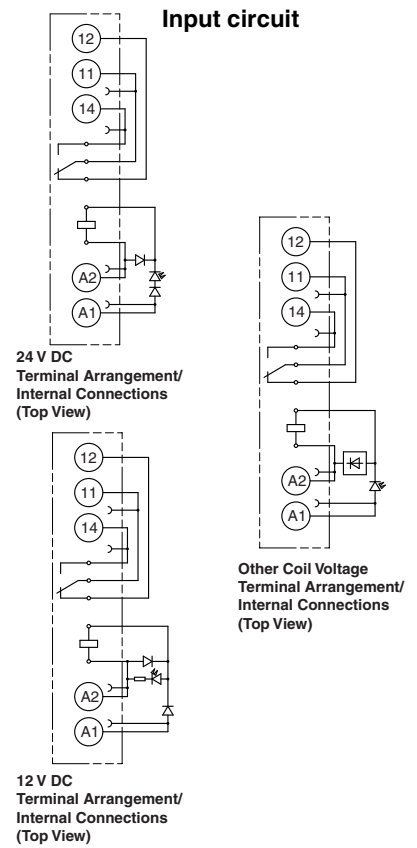 Input circuit
12
11
14
A2
A1
24 V DC
Terminal Arrangement/
Internal Connections
(Top View)
12
11
14
A2
A1
Other Coil Voltage
Terminal Arrangement/
Internal Connections
(Top View)
12
11
14
A2
A1
12 V DC
Terminal Arrangement/
Internal Connections
(Top View)